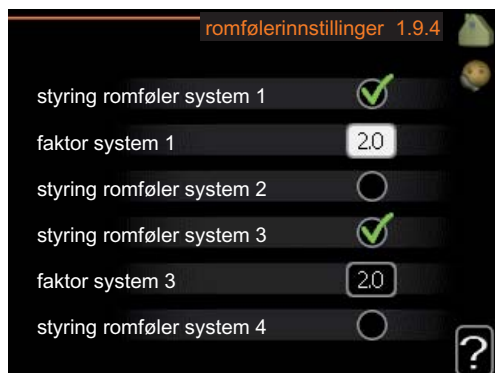 romfølerinnstillinger 1.9.4
styring romføler system 1
faktor system 1 2.0
styring romføler system 2
styring romføler system 3
faktor system 3 2.0
styring romføler system 4
?